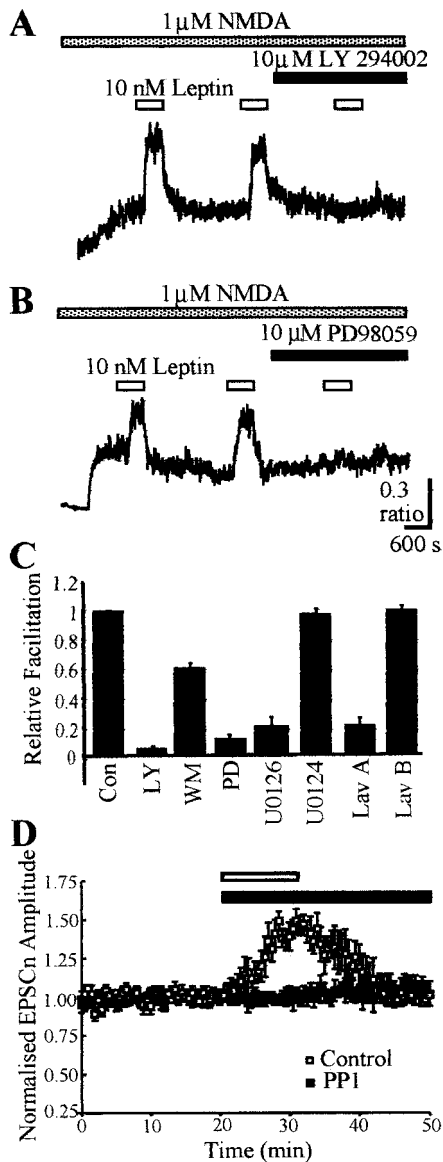 A
1μM NMDA
10μM LY 294002
10 nM Leptin
B
1μM NMDA
10 μM PD98059
10 nM Leptin
0.3
ratio
600 s
C
Relative Facilitation
1.2
1
0.8
0.6
0.4
0.2
0
Con
LY
WM
PD
U0126
U0124
Lav A
Lav B
D
Normalised EPSCn Amplitude
1.75
1.50
1.25
1.00
0.75
0.50
0.25
Control
PP1
0 10 20 30 40 50
Time (min)